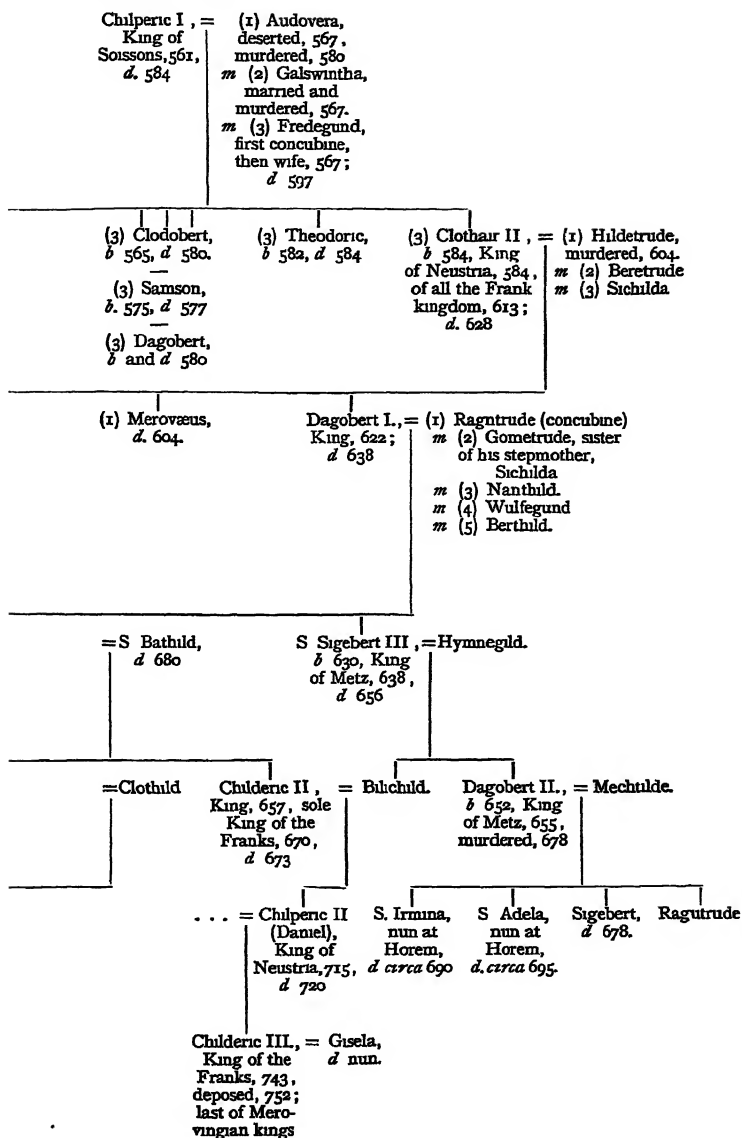 Chilperic I , =
King of
Soissons,561,
d. 584
(1) Audovera,
deserted, 567,
murdered, 580
m (2) Galswintha,
married and
murdered, 567.
m (3) Fredegund,
first concubine,
then wife, 567;
d 597
(3) Clodobert,
b 565, d 580.
—
(3) Samson,
b. 575, d 577
—
(3) Dagobert,
b and d 580
(3) Theodoric,
b 582, d 584
(3) Clothair II , =
b 584, King
of Neustria, 584,
of all the Frank
kingdom, 613;
d. 628
(1) Hildetrude,
murdered, 604.
m (2) Beretrude
m (3) Sichilda
(1) Merovæus,
d. 604.
Dagobert I., =
King, 622;
d 638
(1) Ragntrude (concubine)
m (2) Gometrude, sister
of his stepmother,
Sichilda
m (3) Nanthild.
m (4) Wulfegund
m (5) Berthild.
=S Bathild,
d 680
S Sigebert III , =Hymnegild.
b 630, King
of Metz, 638,
d 656
=Clothild
Childeric II , = Bilichild.
King, 657, sole
King of the
Franks, 670,
d 673
Dagobert II., = Mechtilde.
b 652, King
of Metz, 655,
murdered, 678
. . . = Chilperic II
(Daniel),
King of
Neustria,715,
d 720
S. Irmina,
nun at
Horem,
d circa 690
S Adela,
nun at
Horem,
d. circa 695.
Sigebert,
d 678.
Ragutrude
Childeric III., = Gisela,
King of the d nun.
Franks, 743,
deposed, 752;
last of Mero-
vingian kings